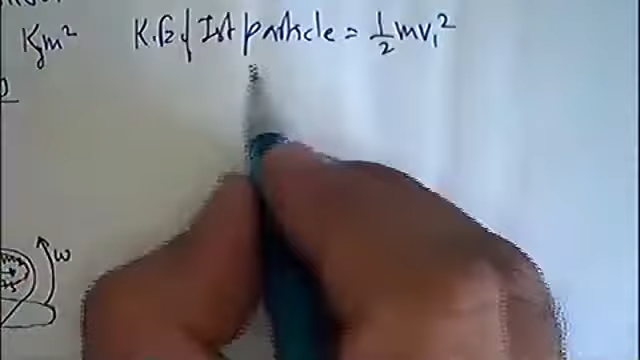 Kgm²
K.E of Ist particle = ½mv₁²
ω